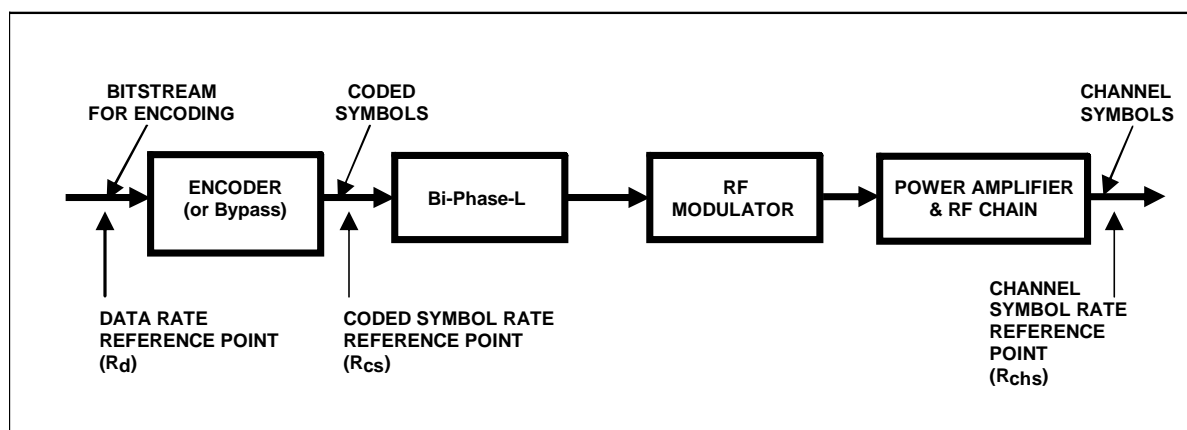 BITSTREAM
FOR ENCODING
CODED
SYMBOLS
CHANNEL
SYMBOLS
ENCODER
(or Bypass)
Bi-Phase-L
RF
MODULATOR
POWER AMPLIFIER
& RF CHAIN
DATA RATE
REFERENCE POINT
(Rd)
CODED SYMBOL RATE
REFERENCE POINT
(Rcs)
CHANNEL
SYMBOL RATE
REFERENCE
POINT
(Rchs)